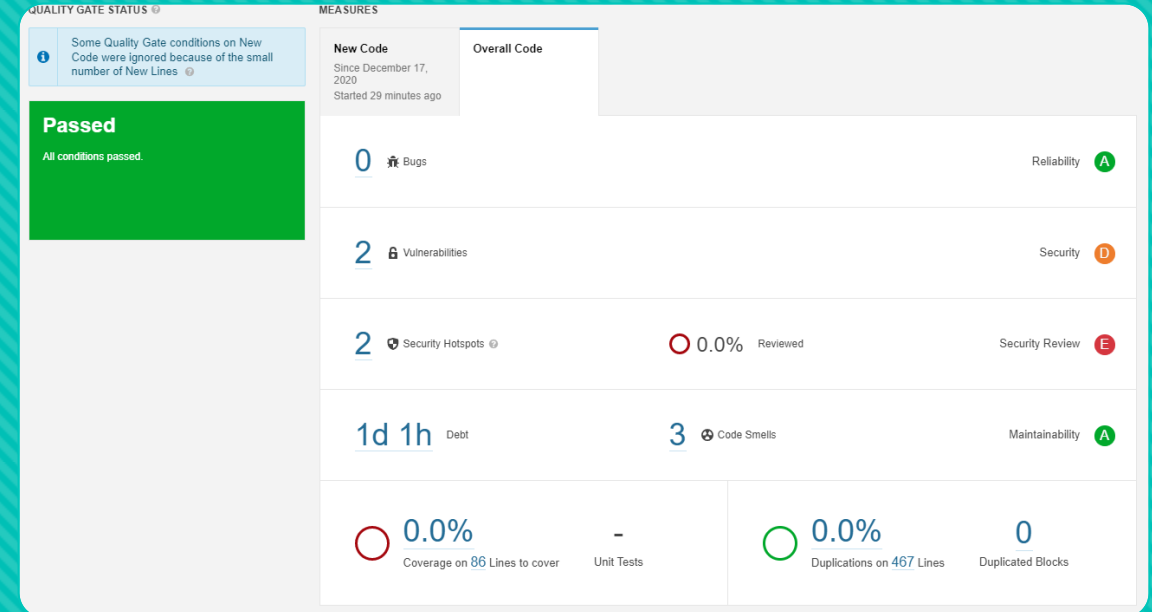 QUALITY GATE STATUS
MEASURES
Some Quality Gate conditions on New
Code were ignored because of the small
number of New Lines
Passed
All conditions passed.
New Code
Since December 17,
2020
Started 29 minutes ago
Overall Code
0 Bugs
Reliability A
2 Vulnerabilities
Security D
2 Security Hotspots
0.0% Reviewed
Security Review E
1d 1h Debt
3 Code Smells
Maintainability A
0.0%
Coverage on 86 Lines to cover
-
Unit Tests
0.0%
Duplications on 467 Lines
0
Duplicated Blocks